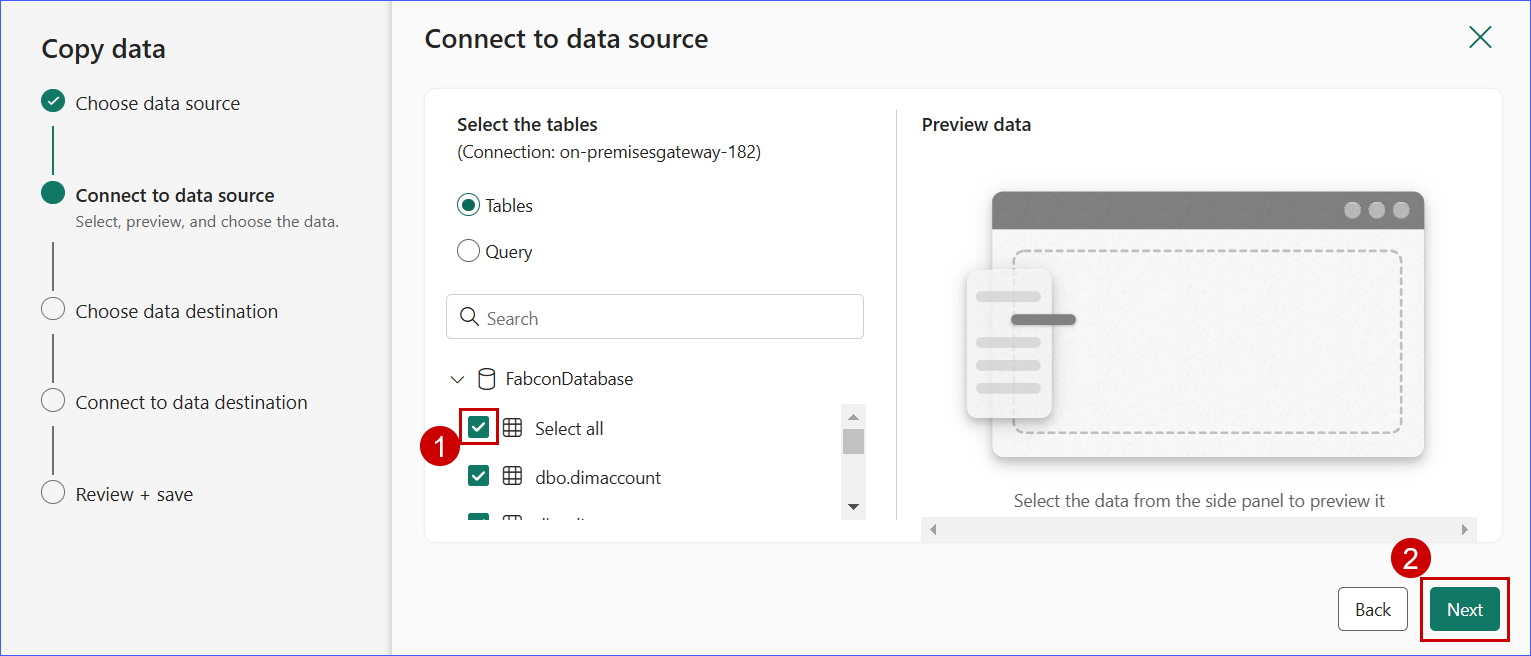 Copy data
Choose data source
Connect to data source
Select, preview, and choose the data.
Choose data destination
Connect to data destination
Review + save
Connect to data source
Select the tables
(Connection: on-premisesgateway-182)
Tables
Query
Search
FabconDatabase
1
Select all
dbo.dimaccount
Preview data
Select the data from the side panel to preview it
2
Back
Next